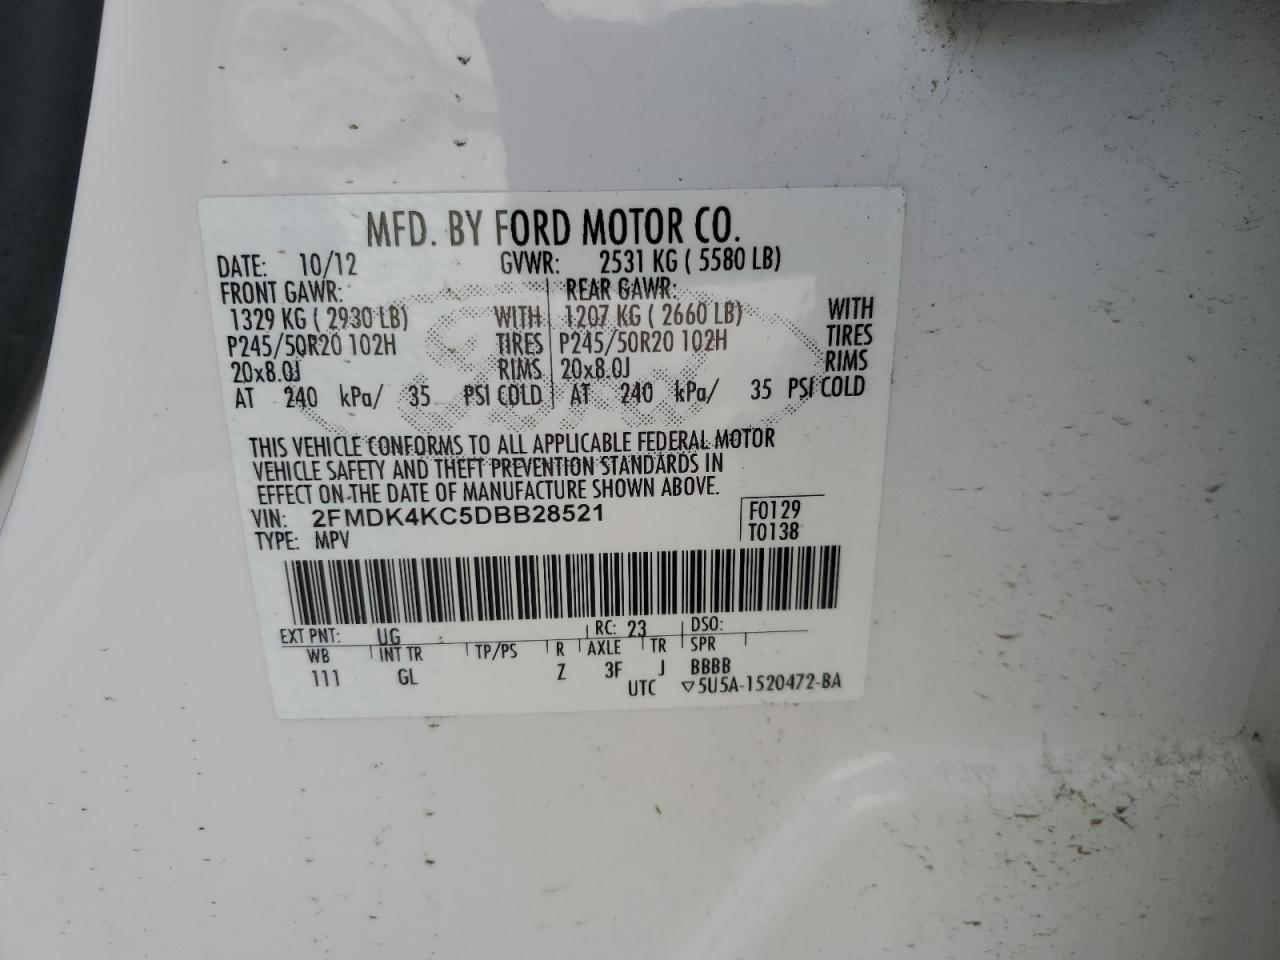 MFD. BY FORD MOTOR CO.
DATE: 10/12 GVWR: 2531 KG ( 5580 LB)
FRONT GAWR: REAR GAWR:
1329 KG ( 2930 LB) WITH 1207 KG ( 2660 LB) WITH
P245/50R20 102H TIRES P245/50R20 102H TIRES
20x8.0J RIMS 20x8.0J RIMS
AT 240 kPa/ 35 PSI COLD AT 240 kPa/ 35 PSI COLD
THIS VEHICLE CONFORMS TO ALL APPLICABLE FEDERAL MOTOR
VEHICLE SAFETY AND THEFT PREVENTION STANDARDS IN
EFFECT ON THE DATE OF MANUFACTURE SHOWN ABOVE.
VIN: 2FMDK4KC5DBB28521 F0129
TYPE: MPV T0138
EXT PNT: UG RC: 23 DSO:
WB INT TR TP/PS R AXLE TR SPR
111 GL Z 3F J BBBB
UTC ▽5U5A-1520472-BA